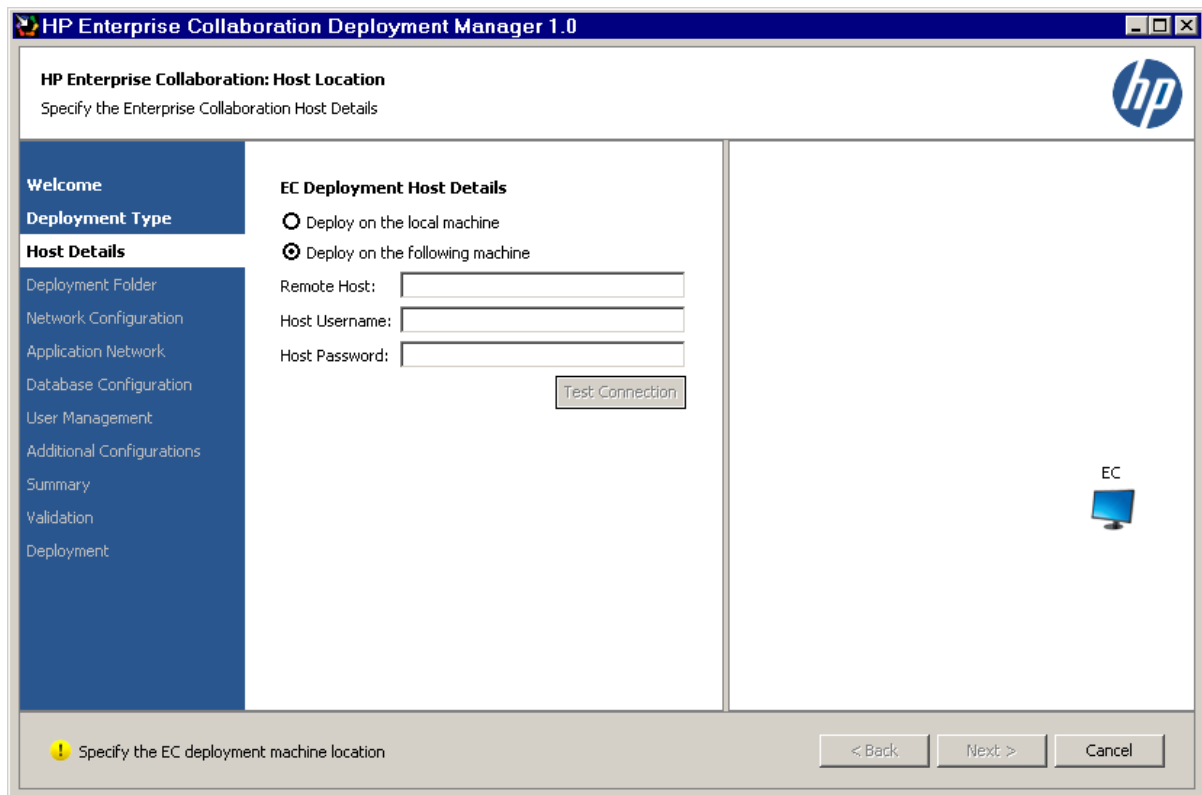 HP Enterprise Collaboration Deployment Manager 1.0
HP Enterprise Collaboration: Host Location
Specify the Enterprise Collaboration Host Details
hp
Welcome
Deployment Type
Host Details
Deployment Folder
Network Configuration
Application Network
Database Configuration
User Management
Additional Configurations
Summary
Validation
Deployment
EC Deployment Host Details
Deploy on the local machine
Deploy on the following machine
Remote Host:
Host Username:
Host Password:
Test Connection
EC
! Specify the EC deployment machine location
< Back Next > Cancel